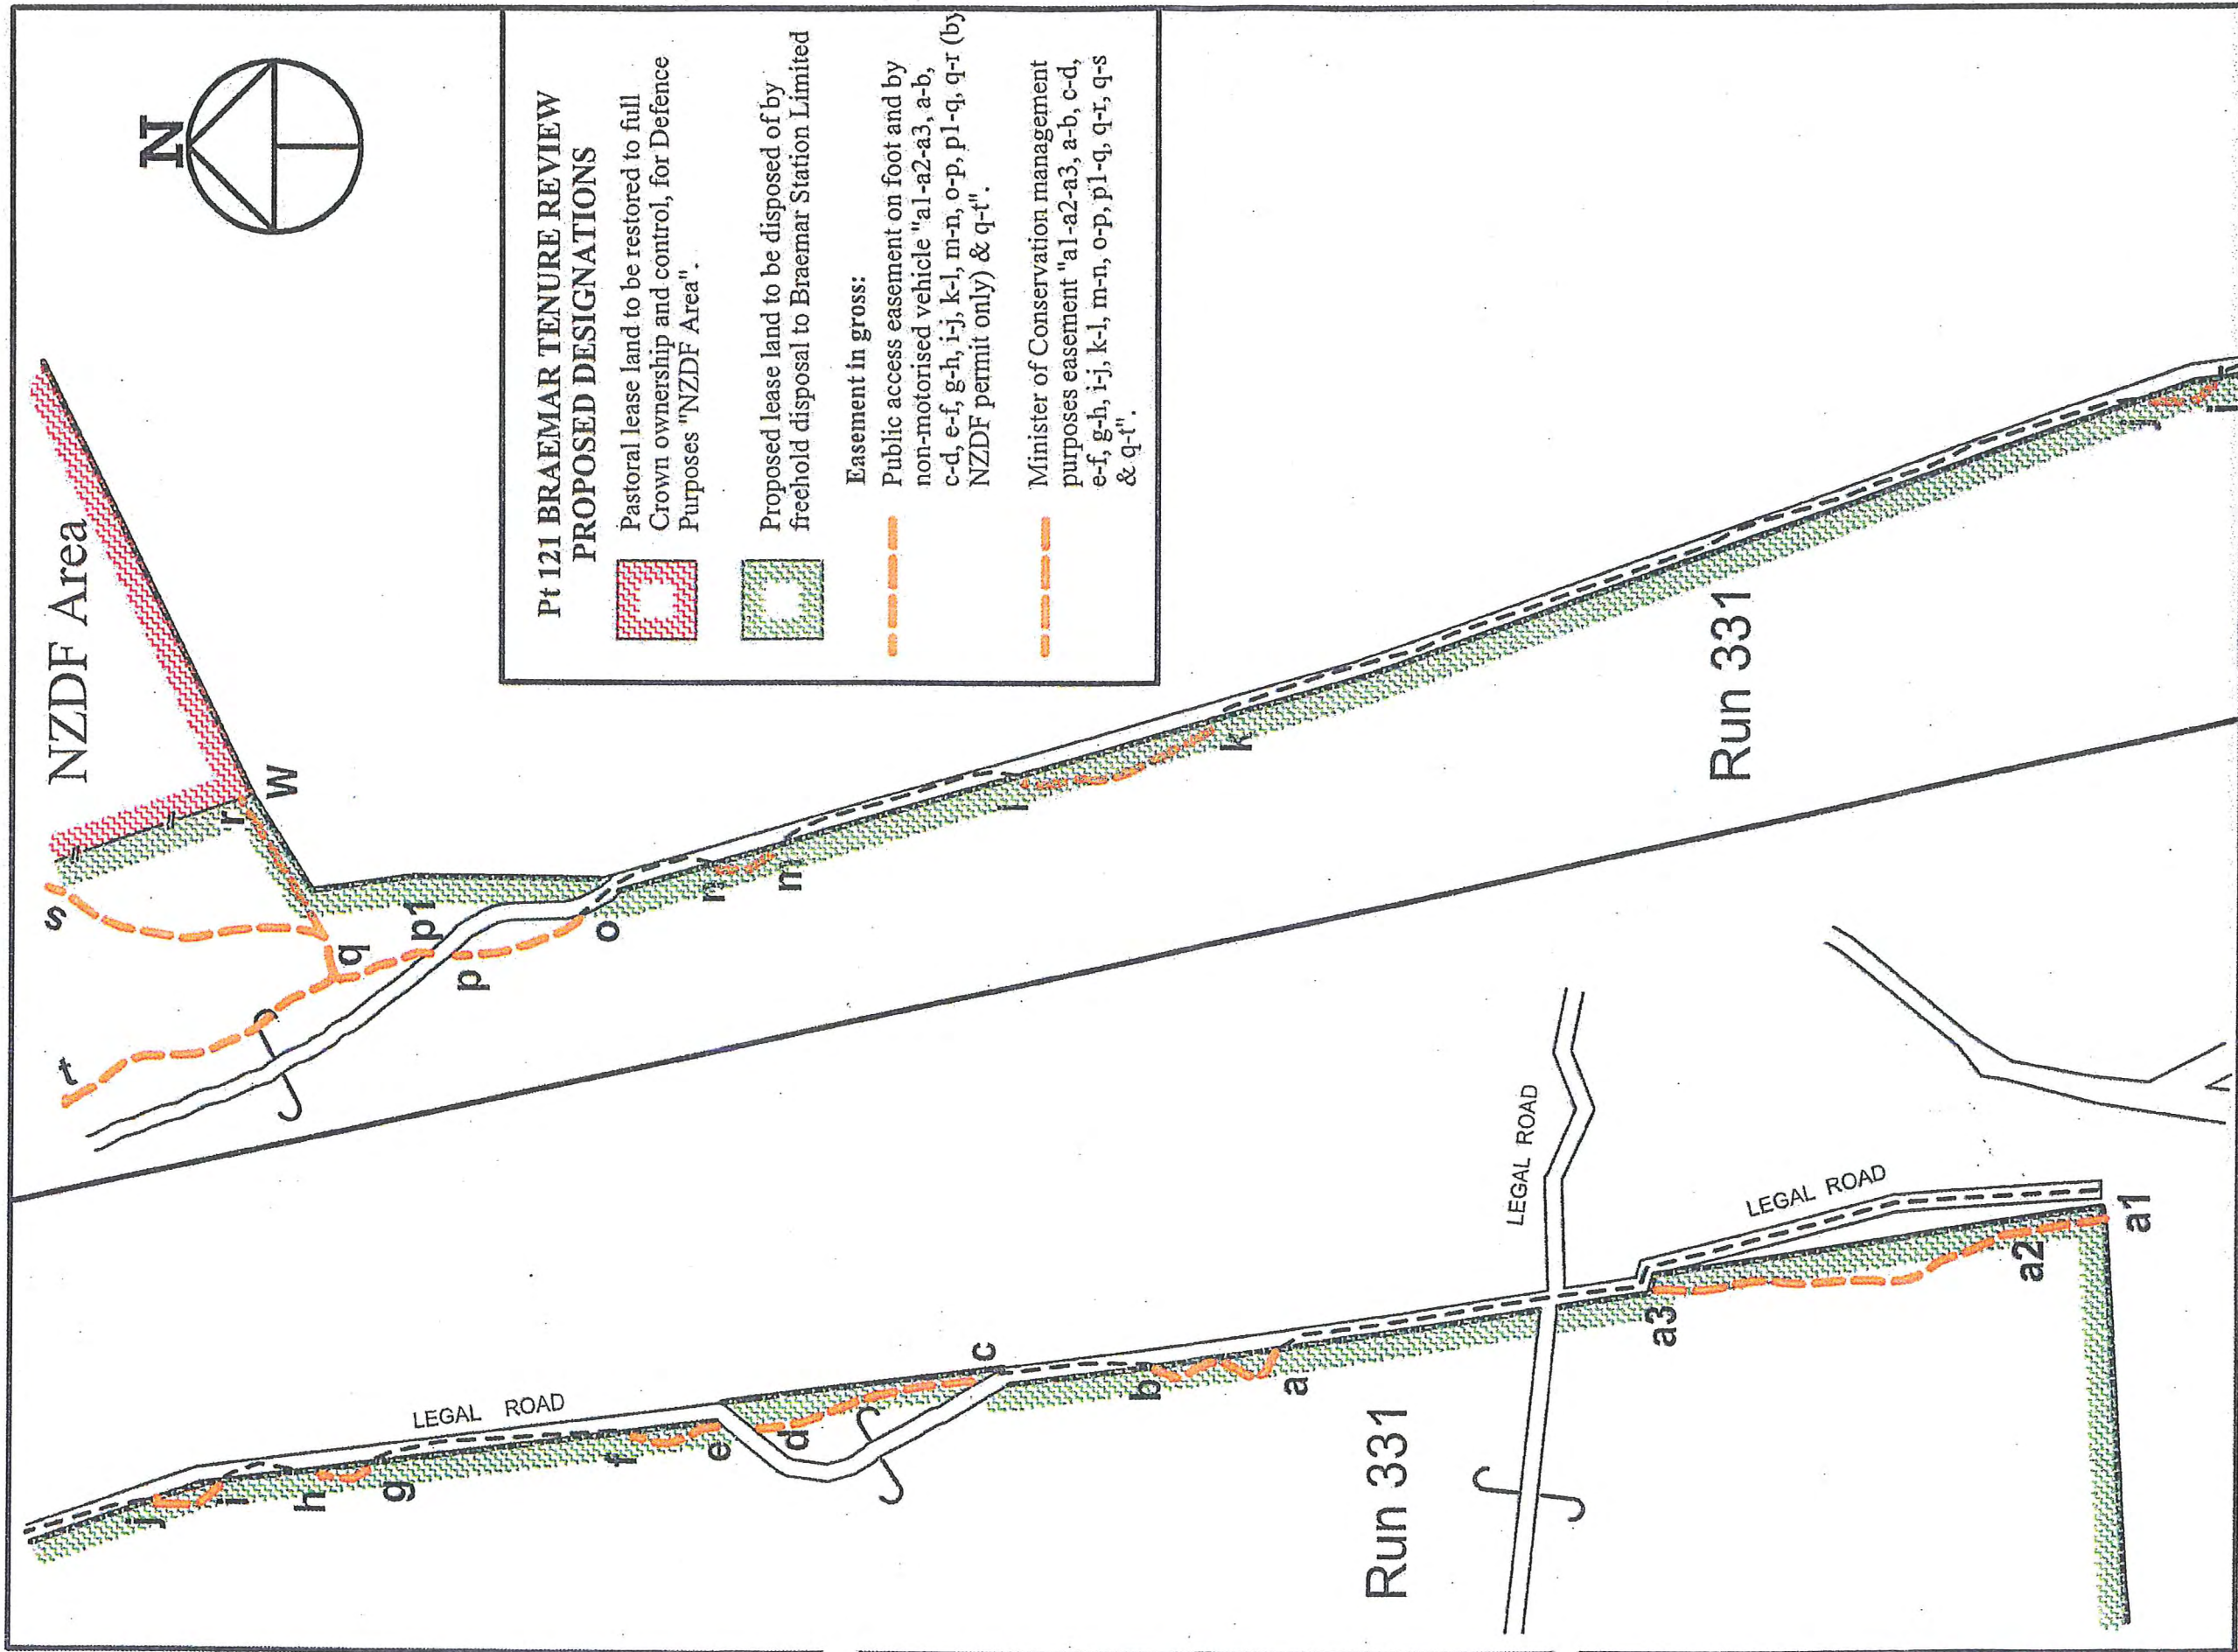 N
Pt 121 BRAEMAR TENURE REVIEW
PROPOSED DESIGNATIONS
Pastoral lease land to be restored to full
Crown ownership and control, for Defence
Purposes "NZDF Area".
Proposed lease land to be disposed of by
freehold disposal to Braemar Station Limited
Easement in gross:
Public access easement on foot and by
non-motorised vehicle "a1-a2-a3, a-b,
c-d, e-f, g-h, i-j, k-l, m-n, o-p, p1-q, q-r (by
NZDF permit only) & q-t".
Minister of Conservation management
purposes easement "a1-a2-a3, a-b, c-d,
e-f, g-h, i-j, k-l, m-n, o-p, p1-q, q-r, q-s
& q-t".
NZDF Area
W
r
s
t
q
p1
p
o
n
m
l
k
j
i
Run 331
j
i
h
g
LEGAL ROAD
f
e
d
c
b
a
LEGAL ROAD
a3
LEGAL ROAD
a2
a1
Run 331